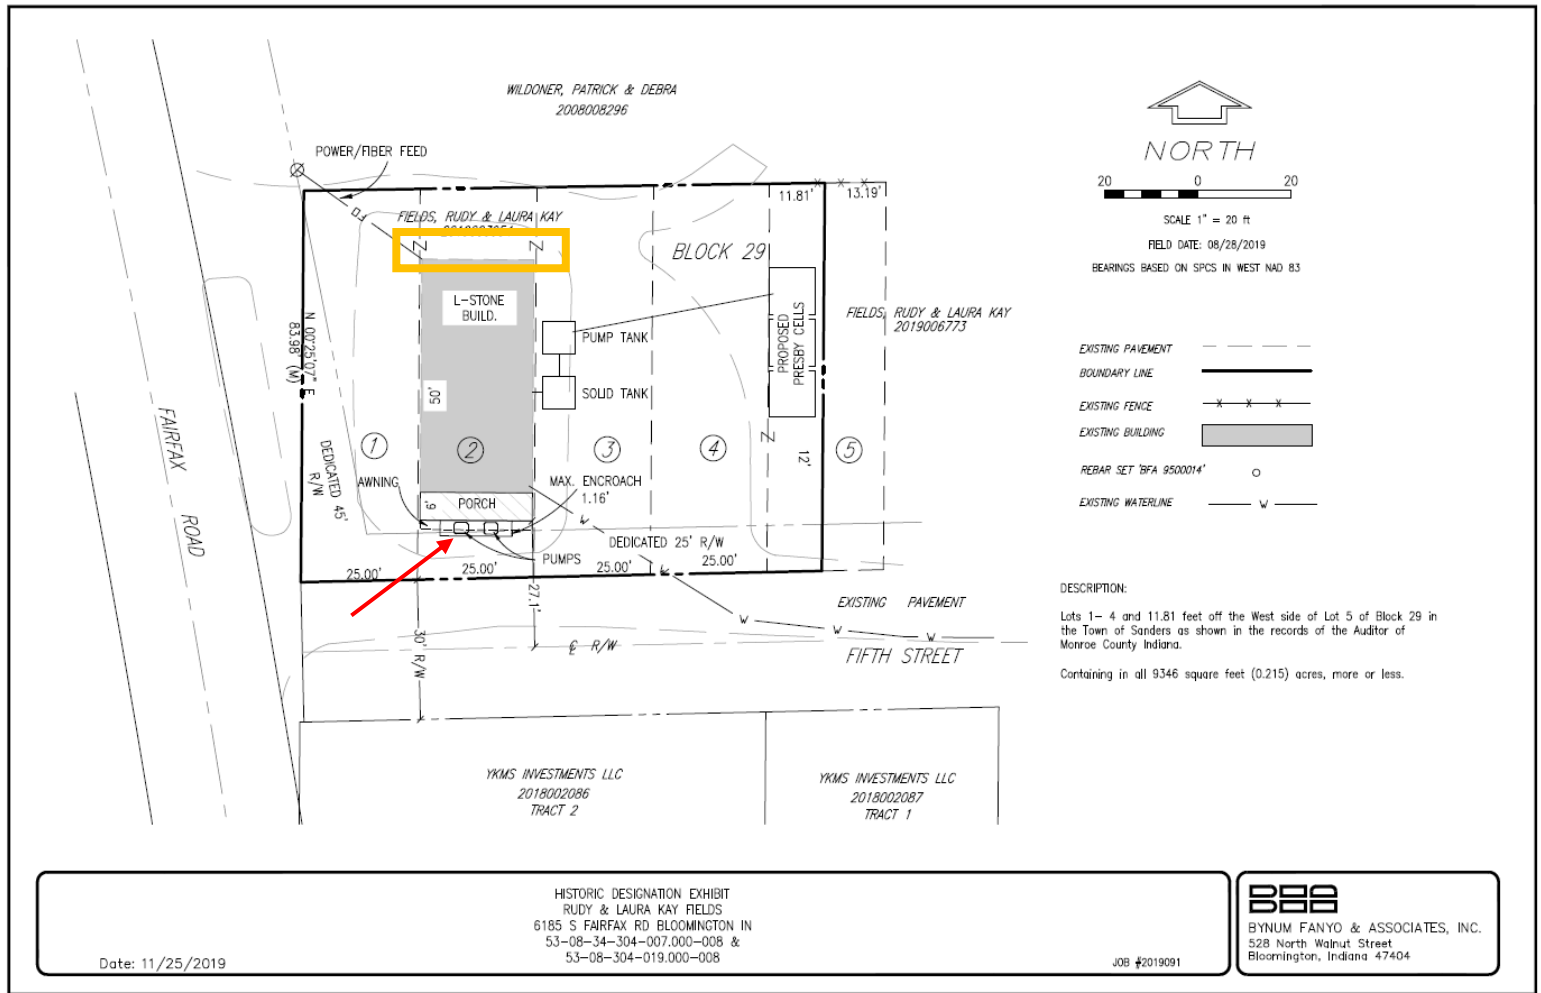 WILDONER, PATRICK & DEBRA
2008008296
POWER/FIBER FEED
FO
FIELDS, RUDY & LAURA KAY
11.81'
13.19'
BLOCK 29
L-STONE
BUILD.
PUMP TANK
SOLID TANK
PROPOSED
PRESBY CELLS
FIELDS, RUDY & LAURA KAY
2019006773
N 00°25'07" E
83.98' (M)
50'
1
2
3
4
5
12'
DEDICATED 45'
R/W
AWNING
PORCH
9'
MAX. ENCROACH
1.16'
W
DEDICATED 25' R/W
PUMPS
25.00'
25.00'
25.00'
25.00'
27.1'
30' R/W
W
W
W
W
EXISTING PAVEMENT
R/W
FIFTH STREET
FAIRFAX ROAD
YKMS INVESTMENTS LLC
2018002086
TRACT 2
YKMS INVESTMENTS LLC
2018002087
TRACT 1
NORTH
20 0 20
SCALE 1" = 20 ft
FIELD DATE: 08/28/2019
BEARINGS BASED ON SPCS IN WEST NAD 83
EXISTING PAVEMENT
BOUNDARY LINE
EXISTING FENCE X X X
EXISTING BUILDING
REBAR SET 'BFA 9500014'
EXISTING WATERLINE W
DESCRIPTION:
Lots 1- 4 and 11.81 feet off the West side of Lot 5 of Block 29 in
the Town of Sanders as shown in the records of the Auditor of
Monroe County Indiana.
Containing in all 9346 square feet (0.215) acres, more or less.
Date: 11/25/2019
HISTORIC DESIGNATION EXHIBIT
RUDY & LAURA KAY FIELDS
6185 S FAIRFAX RD BLOOMINGTON IN
53-08-34-304-007.000-008 &
53-08-304-019.000-008
JOB #2019091
BYNUM FANYO & ASSOCIATES, INC.
528 North Walnut Street
Bloomington, Indiana 47404